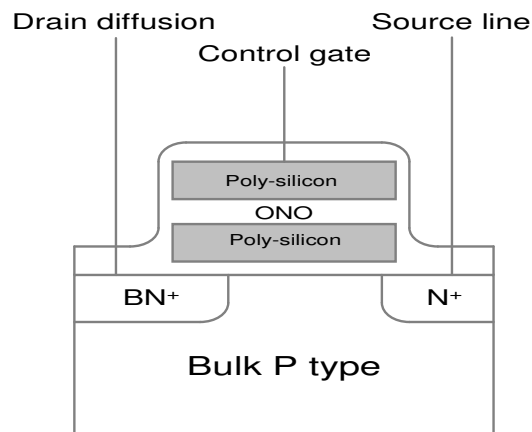 Drain diffusion
Source line
Control gate
Poly-silicon
ONO
Poly-silicon
BN+
N+
Bulk P type